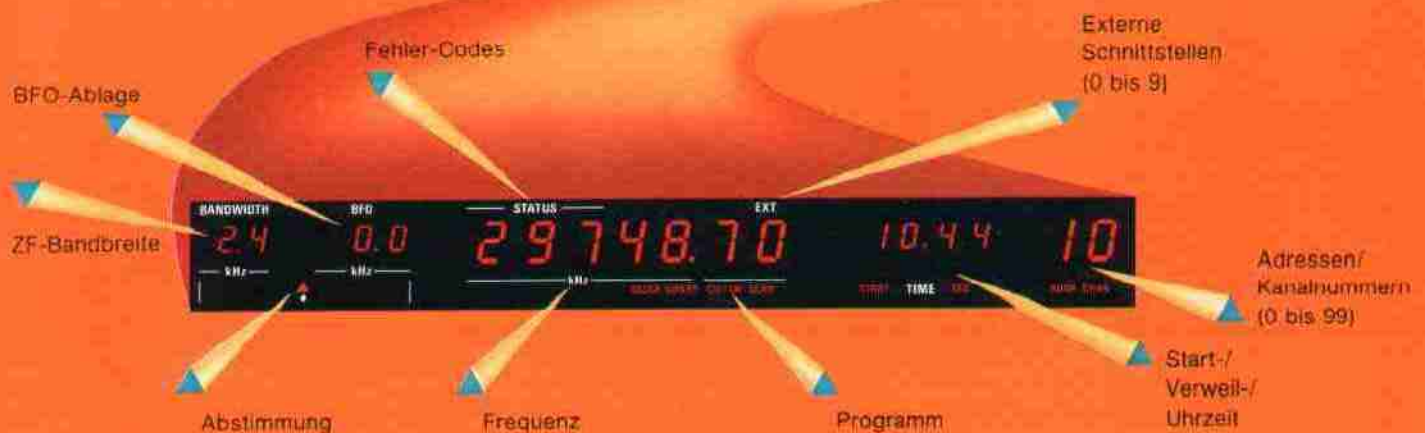 Fehler-Codes
Externe
Schnittstellen
(0 bis 9)
BFO-Ablage
ZF-Bandbreite
BANDWIDTH BFO STATUS EXT
2.4 0.0 29748.70 10.44 10
kHz kHz kHz
START TIME
Adressen/
Kanalnummern
(0 bis 99)
Start-/
Verweil-/
Uhrzeit
Abstimmung
Frequenz
Programm